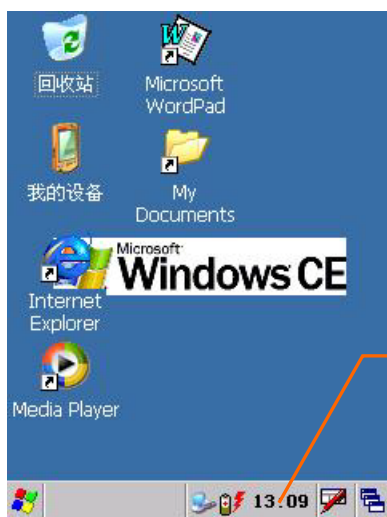 回收站
Microsoft
WordPad
我的设备
My
Documents
Microsoft
Windows CE
Internet
Explorer
Media Player
13:09